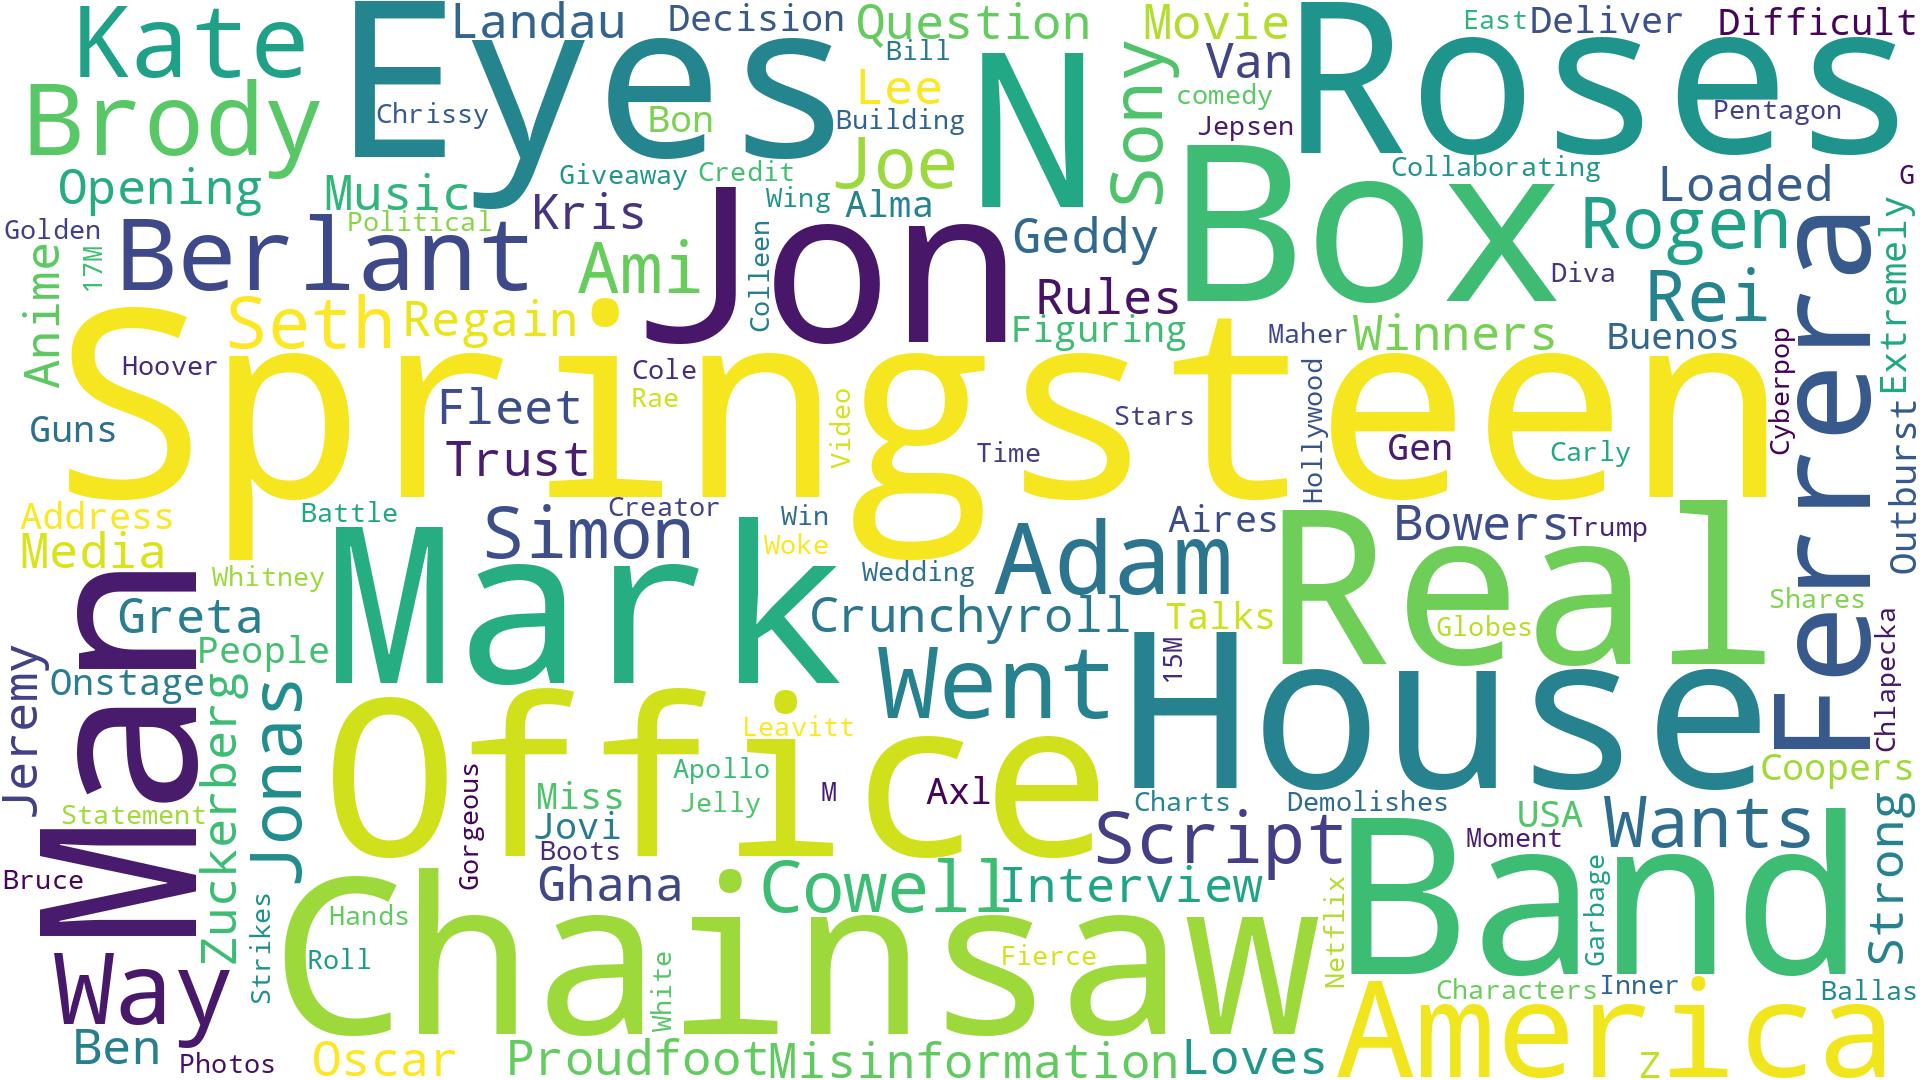 Kate
Eyes
Landau
Decision
Question
Movie
Roses
East
Deliver
Difficult
Brody
Chrissy
Bon
Bill
Lee
Building
N
Sony
Van
comedy
Jepsen
Pentagon
Opening
Music
Political
Giveaway
Credit
Joe
Wing
Alma
Box
Collaborating
Loaded
G
Golden
17M
Berlant
Kris
Ami
Jon
Colleen
Geddy
Rules
Figuring
Diva
Rogen
Rei
Ferrera
Extremely
Anime
Seth
Regain
Springsteen
Maher
Winners
Buenos
Cyberpop
Hoover
Cole
Rae
Fleet
Guns
Trust
Video
Time
Stars
Hollywood
Gen
Carly
Outburst
Address
Media
Battle
Simon
Creator
Win
Woke
Wedding
Adam
Aires
Bowers
Trump
Real
Whitney
Man
Greta
Mark
Crunchyroll
Talks
Globes
Shares
People
Onstage
Jeremy
Zuckerberg
Jonas
Went
15M
House
Chlapecka
Office
Leavitt
Apollo
Jelly
Gorgeous
Miss
Jovi
Boots
M
Axl
Charts
Demolishes
USA
Coopers
Wants
Statement
Script
Moment
Strong
Bruce
Ghana
Cowell
Interview
Band
Garbage
Netflix
Strikes
Hands
Chainsaw
Roll
White
Fierce
Way
Characters
Inner
Ballas
America
Ben
Photos
Oscar
Proudfoot
Misinformation
Loves
Z